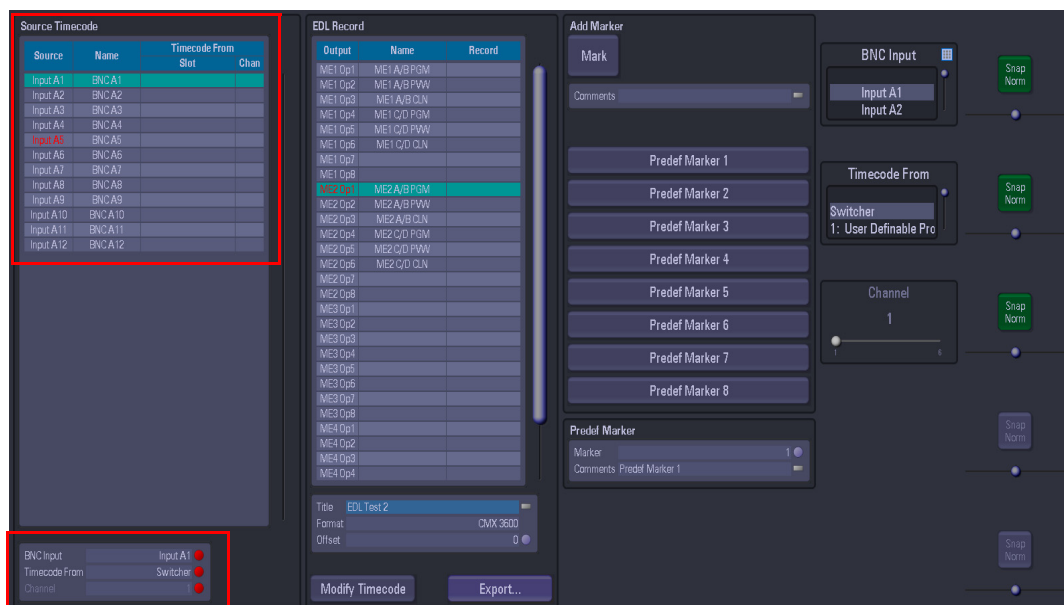 Source Timecode
Source Name Timecode From
Slot Chan
Input A1 BNC A1
Input A2 BNC A2
Input A3 BNC A3
Input A4 BNC A4
Input A5 BNC A5
Input A6 BNC A6
Input A7 BNC A7
Input A8 BNC A8
Input A9 BNC A9
Input A10 BNC A10
Input A11 BNC A11
Input A12 BNC A12
BNC Input Input A1
Timecode From Switcher
Channel 1
EDL Record
Output Name Record
ME1 Op1 ME1 A/B PGM
ME1 Op2 ME1 A/B PVW
ME1 Op3 ME1 A/B CLN
ME1 Op4 ME1 C/D PGM
ME1 Op5 ME1 C/D PVW
ME1 Op6 ME1 C/D CLN
ME1 Op7
ME1 Op8
ME2 Op1 ME2 A/B PGM
ME2 Op2 ME2 A/B PVW
ME2 Op3 ME2 A/B CLN
ME2 Op4 ME2 C/D PGM
ME2 Op5 ME2 C/D PVW
ME2 Op6 ME2 C/D CLN
ME2 Op7
ME2 Op8
ME3 Op1
ME3 Op2
ME3 Op3
ME3 Op4
ME3 Op5
ME3 Op6
ME3 Op7
ME3 Op8
ME4 Op1
ME4 Op2
ME4 Op3
ME4 Op4
Title EDL Test 2
Format CMX 3600
Offset 0
Modify Timecode Export...
Add Marker
Mark
Comments
Predef Marker 1
Predef Marker 2
Predef Marker 3
Predef Marker 4
Predef Marker 5
Predef Marker 6
Predef Marker 7
Predef Marker 8
Predef Marker
Marker 1
Comments Predef Marker 1
BNC Input
Input A1
Input A2
Timecode From
Switcher
1: User Definable Pro
Channel
1
1 6
Snap
Norm
Snap
Norm
Snap
Norm
Snap
Norm
Snap
Norm